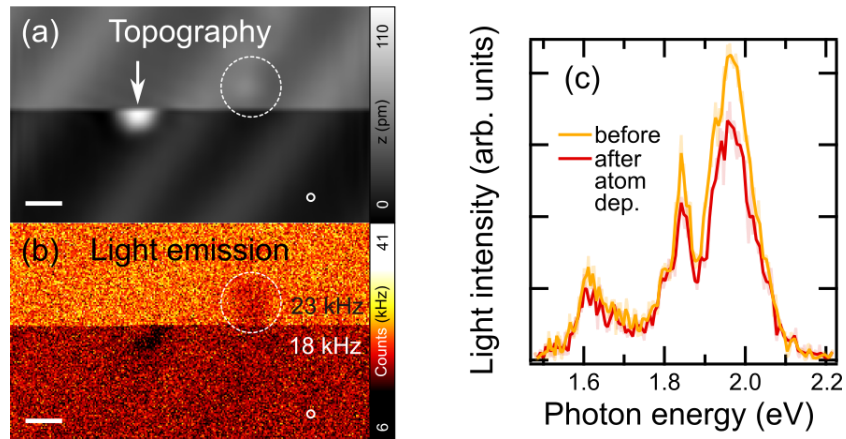 (a) Topography
110
z (pm)
0
(b) Light emission
23 kHz
18 kHz
41
Counts (kHz)
6
(c)
before
after
atom
dep.
Light intensity (arb. units)
1.6 1.8 2.0 2.2
Photon energy (eV)